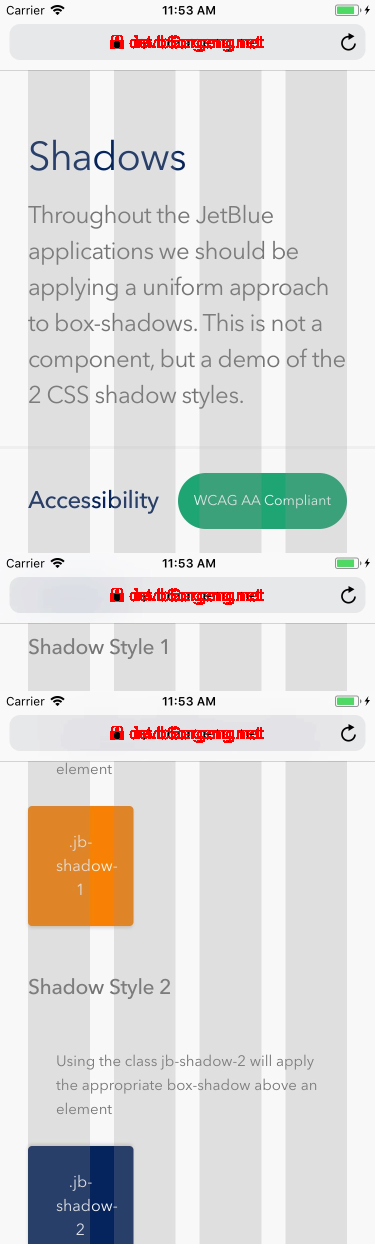 Carrier 11:53 AM
Shadows
Throughout the JetBlue
applications we should be
applying a uniform approach
to box-shadows. This is not a
component, but a demo of the
2 CSS shadow styles.
Accessibility
WCAG AA Compliant
Carrier 11:53 AM
Shadow Style 1
Carrier 11:53 AM
element
.jb-
shadow-
1
Shadow Style 2
Using the class jb-shadow-2 will apply
the appropriate box-shadow above an
element
.jb-
shadow-
2